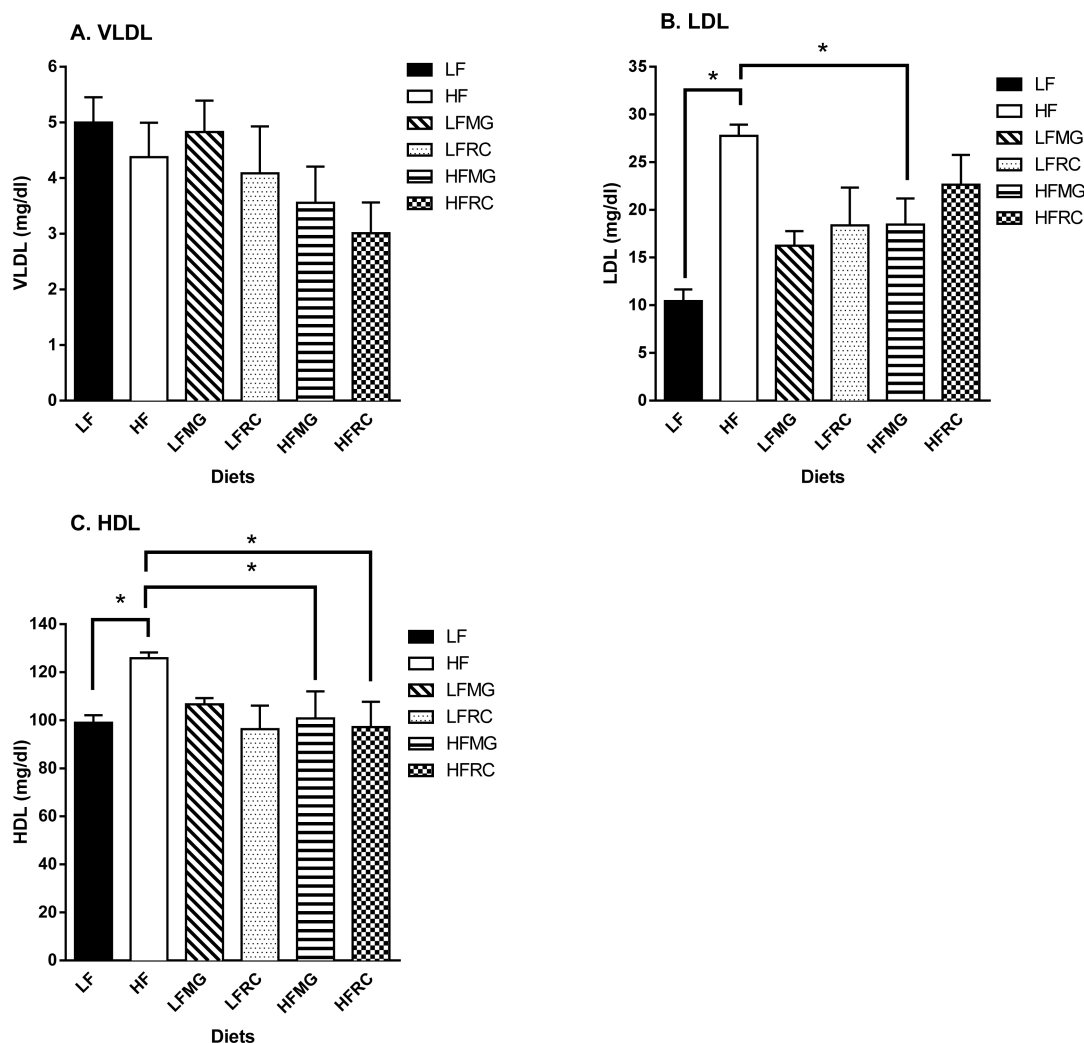 A. VLDL
VLDL (mg/dl)
6
5
4
3
2
1
0
LF
HF
LFMG
LFRC
HFMG
HFRC
Diets
LF
HF
LFMG
LFRC
HFMG
HFRC
B. LDL
LDL (mg/dl)
35
30
25
20
15
10
5
0
*
*
LF
HF
LFMG
LFRC
HFMG
HFRC
Diets
LF
HF
LFMG
LFRC
HFMG
HFRC
C. HDL
HDL (mg/dl)
140
120
100
80
60
40
20
0
*
*
*
LF
HF
LFMG
LFRC
HFMG
HFRC
Diets
LF
HF
LFMG
LFRC
HFMG
HFRC